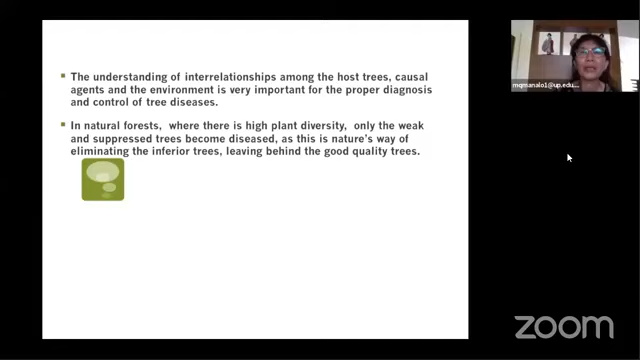 The understanding of interrelationships among the host trees, causal
agents and the environment is very important for the proper diagnosis
and control of tree diseases.
In natural forests, where there is high plant diversity, only the weak
and suppressed trees become diseased, as this is nature's way of
eliminating the inferior trees, leaving behind the good quality trees.
mqmanalo1@up.edu...
zoom